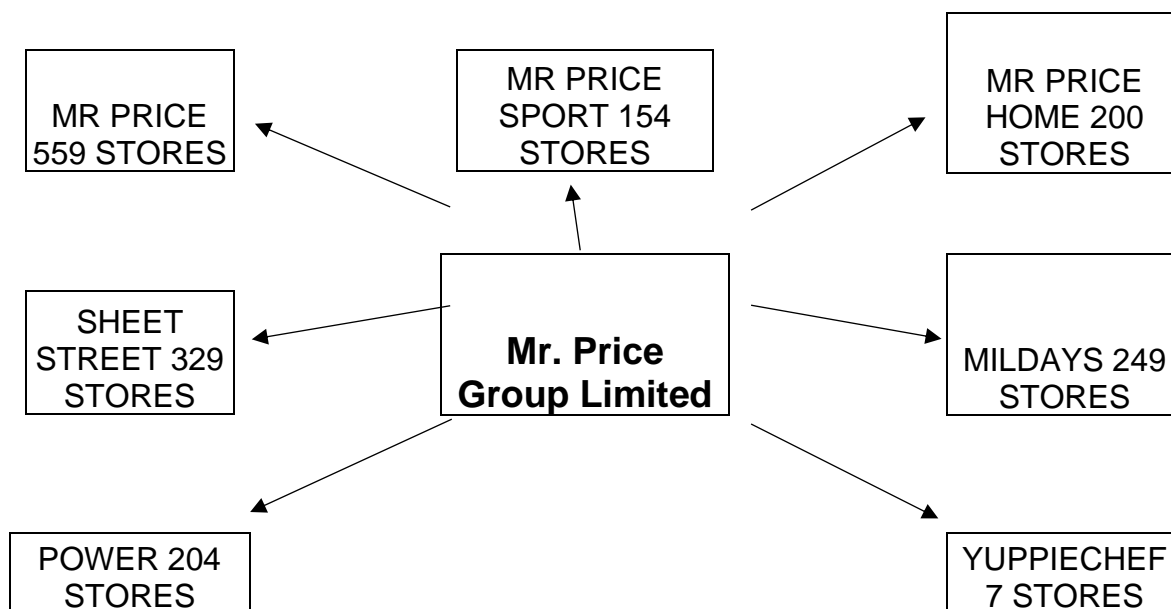 MR PRICE
559 STORES
MR PRICE
SPORT 154
STORES
MR PRICE
HOME 200
STORES
SHEET
STREET 329
STORES
Mr. Price
Group Limited
MILDAYS 249
STORES
POWER 204
STORES
YUPPIECHEF
7 STORES